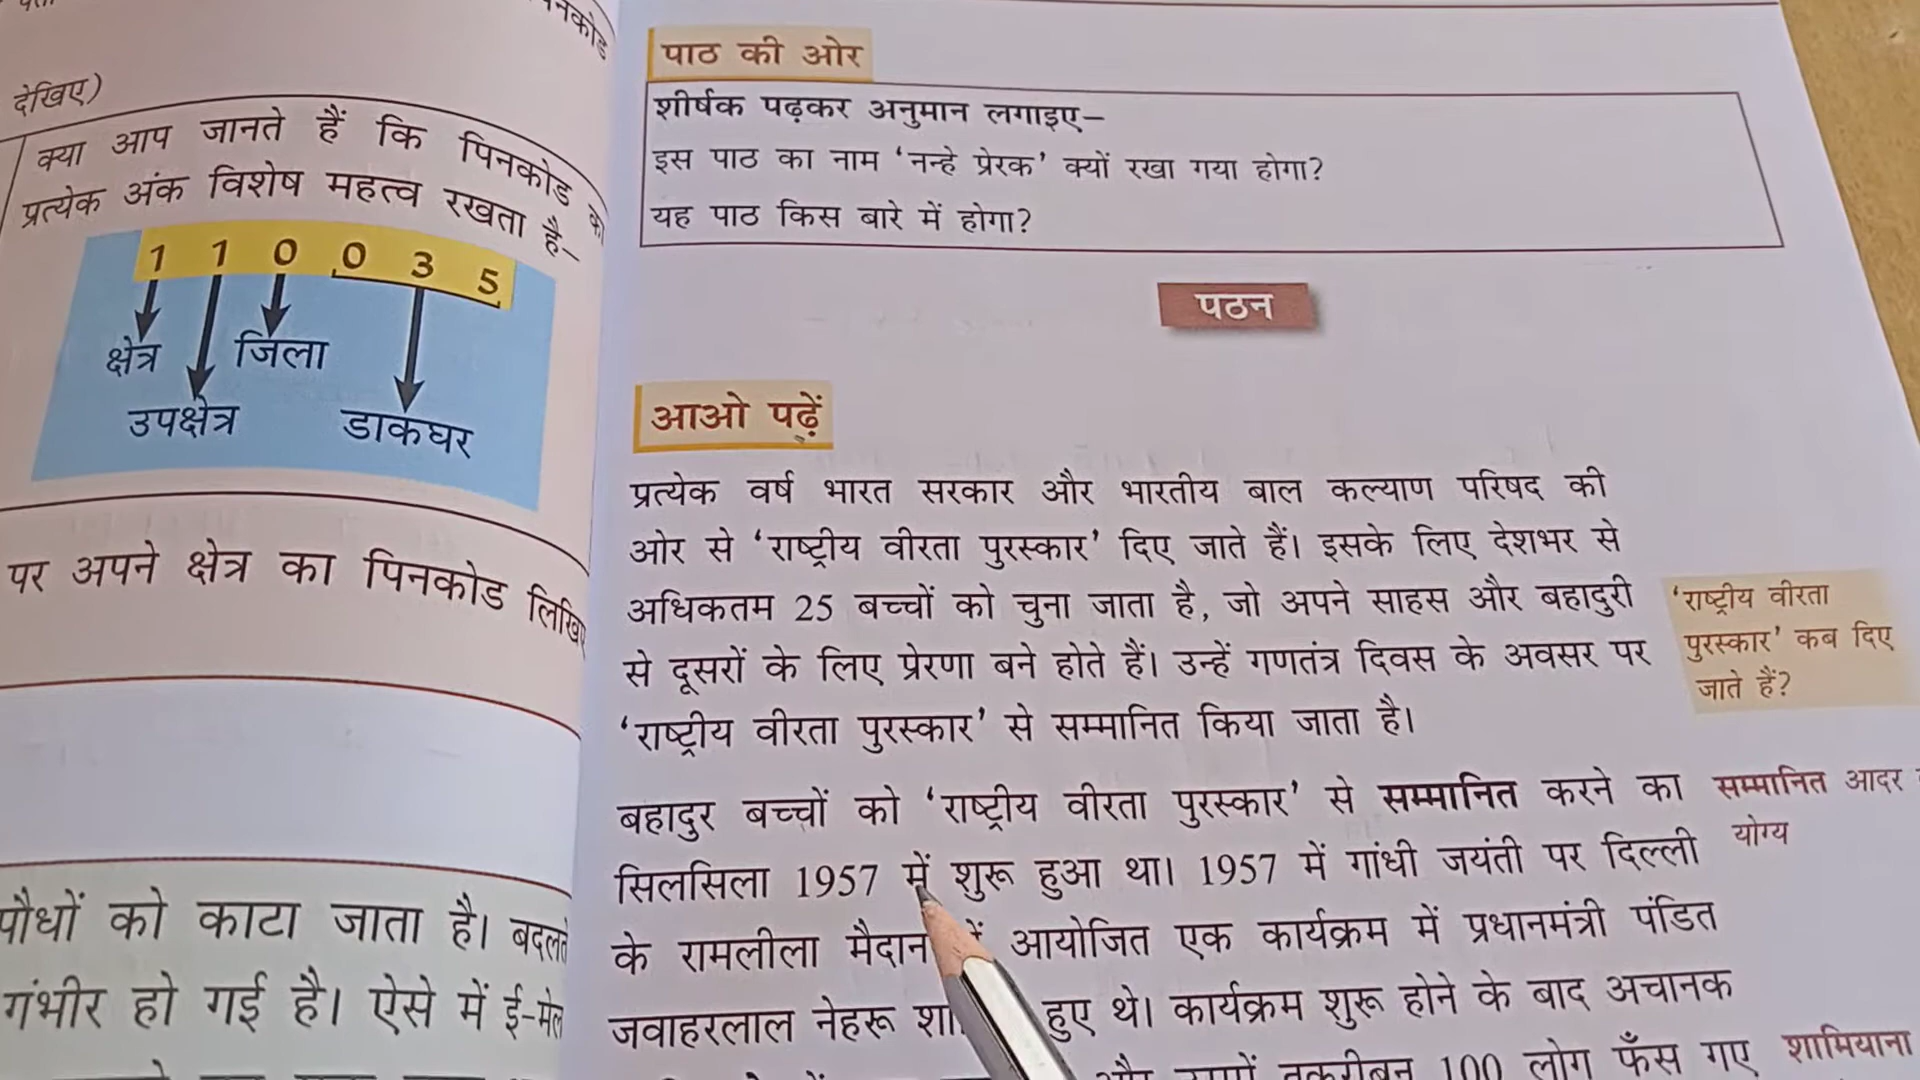 देखिए)
क्या आप जानते हैं कि पिनकोड का
प्रत्येक अंक विशेष महत्व रखता है–
1 1 0 0 3 5
क्षेत्र जिला
उपक्षेत्र डाकघर
पर अपने क्षेत्र का पिनकोड लिखिए
पौधों को काटा जाता है। बदलते
गंभीर हो गई है। ऐसे में ई-मेल
पाठ की ओर
शीर्षक पढ़कर अनुमान लगाइए–
इस पाठ का नाम ‘नन्हे प्रेरक’ क्यों रखा गया होगा?
यह पाठ किस बारे में होगा?
पठन
आओ पढ़ें
प्रत्येक वर्ष भारत सरकार और भारतीय बाल कल्याण परिषद की
ओर से ‘राष्ट्रीय वीरता पुरस्कार’ दिए जाते हैं। इसके लिए देशभर से
अधिकतम 25 बच्चों को चुना जाता है, जो अपने साहस और बहादुरी
से दूसरों के लिए प्रेरणा बने होते हैं। उन्हें गणतंत्र दिवस के अवसर पर
‘राष्ट्रीय वीरता पुरस्कार’ से सम्मानित किया जाता है।
‘राष्ट्रीय वीरता
पुरस्कार’ कब दिए
जाते हैं?
बहादुर बच्चों को ‘राष्ट्रीय वीरता पुरस्कार’ से सम्मानित करने का
सिलसिला 1957 में शुरू हुआ था। 1957 में गांधी जयंती पर दिल्ली
के रामलीला मैदान में आयोजित एक कार्यक्रम में प्रधानमंत्री पंडित
जवाहरलाल नेहरू हुए थे। कार्यक्रम शुरू होने के बाद अचानक
100 लोग फँस गए
सम्मानित आदर
योग्य
शामियाना